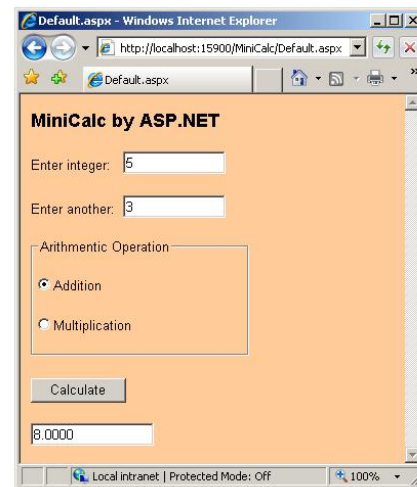 Default.aspx - Windows Internet Explorer
http://localhost:15900/MiniCalc/Default.aspx
Default.aspx
MiniCalc by ASP.NET
Enter integer: 5
Enter another: 3
Arithmentic Operation
Addition
Multiplication
Calculate
8.0000
Local intranet | Protected Mode: Off 100%